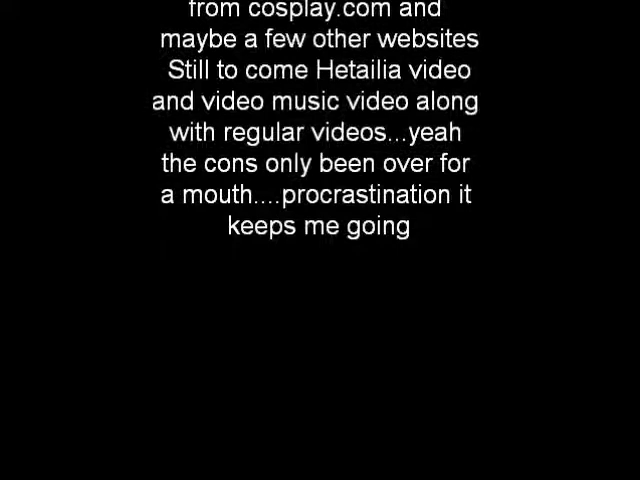 from cosplay.com and
maybe a few other websites
Still to come Hetailia video
and video music video along
with regular videos...yeah
the cons only been over for
a mouth....procrastination it
keeps me going